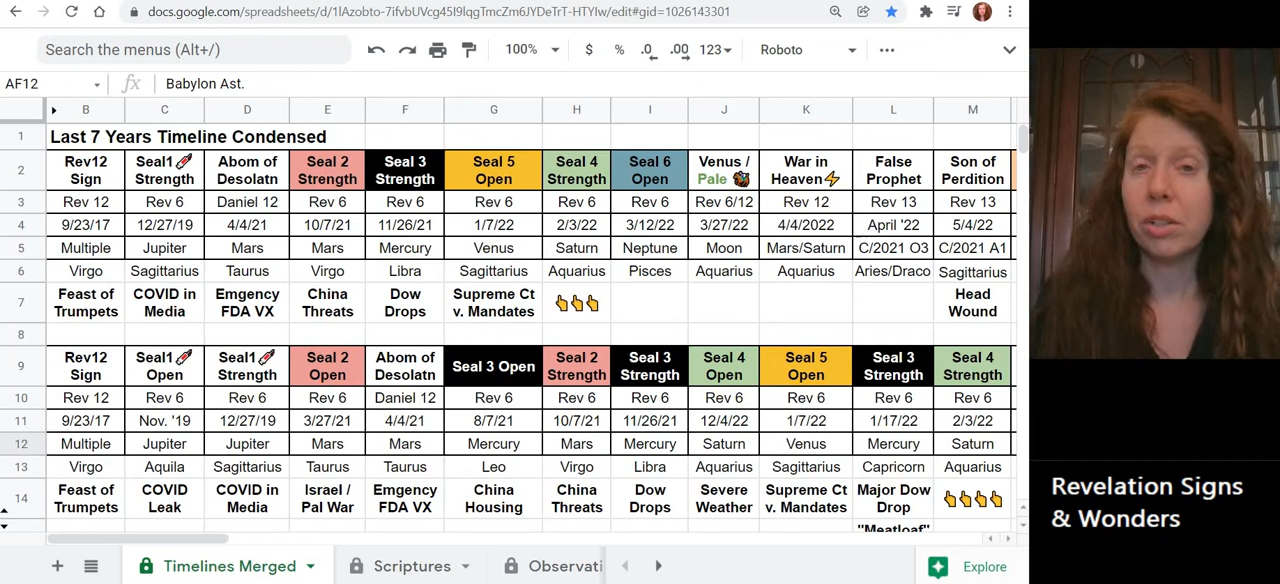 docs.google.com/spreadsheets/d/1lAzobto-7ifvbUVcg45I9lqgTmcZm6JYDeTrT-HTYIw/edit#gid=1026143301
Search the menus (Alt+/) 100% $ % .0 .00 123 Roboto
AF12 fx Babylon Ast.
B C D E F G H I J K L M
1 Last 7 Years Timeline Condensed
2 Rev12 Sign Seal1🚀 Strength Abom of Desolatn Seal 2 Strength Seal 3 Strength Seal 5 Open Seal 4 Strength Seal 6 Open Venus / Pale War in Heaven⚡ False Prophet Son of Perdition
3 Rev 12 Rev 6 Daniel 12 Rev 6 Rev 6 Rev 6 Rev 6 Rev 6 Rev 6/12 Rev 12 Rev 13 Rev 13
4 9/23/17 12/27/19 4/4/21 10/7/21 11/26/21 1/7/22 2/3/22 3/12/22 3/27/22 4/4/2022 April '22 5/4/22
5 Multiple Jupiter Mars Mars Mercury Venus Saturn Neptune Moon Mars/Saturn C/2021 O3 C/2021 A1
6 Virgo Sagittarius Taurus Virgo Libra Sagittarius Aquarius Pisces Aquarius Aquarius Aries/Draco Sagittarius
7 Feast of Trumpets COVID in Media Emgency FDA VX China Threats Dow Drops Supreme Ct v. Mandates 👆👆👆 Head Wound
8
9 Rev12 Sign Seal1🚀 Open Seal1🚀 Strength Seal 2 Open Abom of Desolatn Seal 3 Open Seal 2 Strength Seal 3 Strength Seal 4 Open Seal 5 Open Seal 3 Strength Seal 4 Strength
10 Rev 12 Rev 6 Rev 6 Rev 6 Daniel 12 Rev 6 Rev 6 Rev 6 Rev 6 Rev 6 Rev 6 Rev 6
11 9/23/17 Nov. '19 12/27/19 3/27/21 4/4/21 8/7/21 10/7/21 11/26/21 12/4/22 1/7/22 1/17/22 2/3/22
12 Multiple Jupiter Jupiter Mars Mars Mercury Mars Mercury Saturn Venus Mercury Saturn
13 Virgo Aquila Sagittarius Taurus Taurus Leo Virgo Libra Aquarius Sagittarius Capricorn Aquarius
14 Feast of Trumpets COVID Leak COVID in Media Israel / Pal War Emgency FDA VX China Housing China Threats Dow Drops Severe Weather Supreme Ct v. Mandates Major Dow Drop 👆👆👆👆
"Meatloaf"
Timelines Merged Scriptures Observati Explore
Revelation Signs
& Wonders